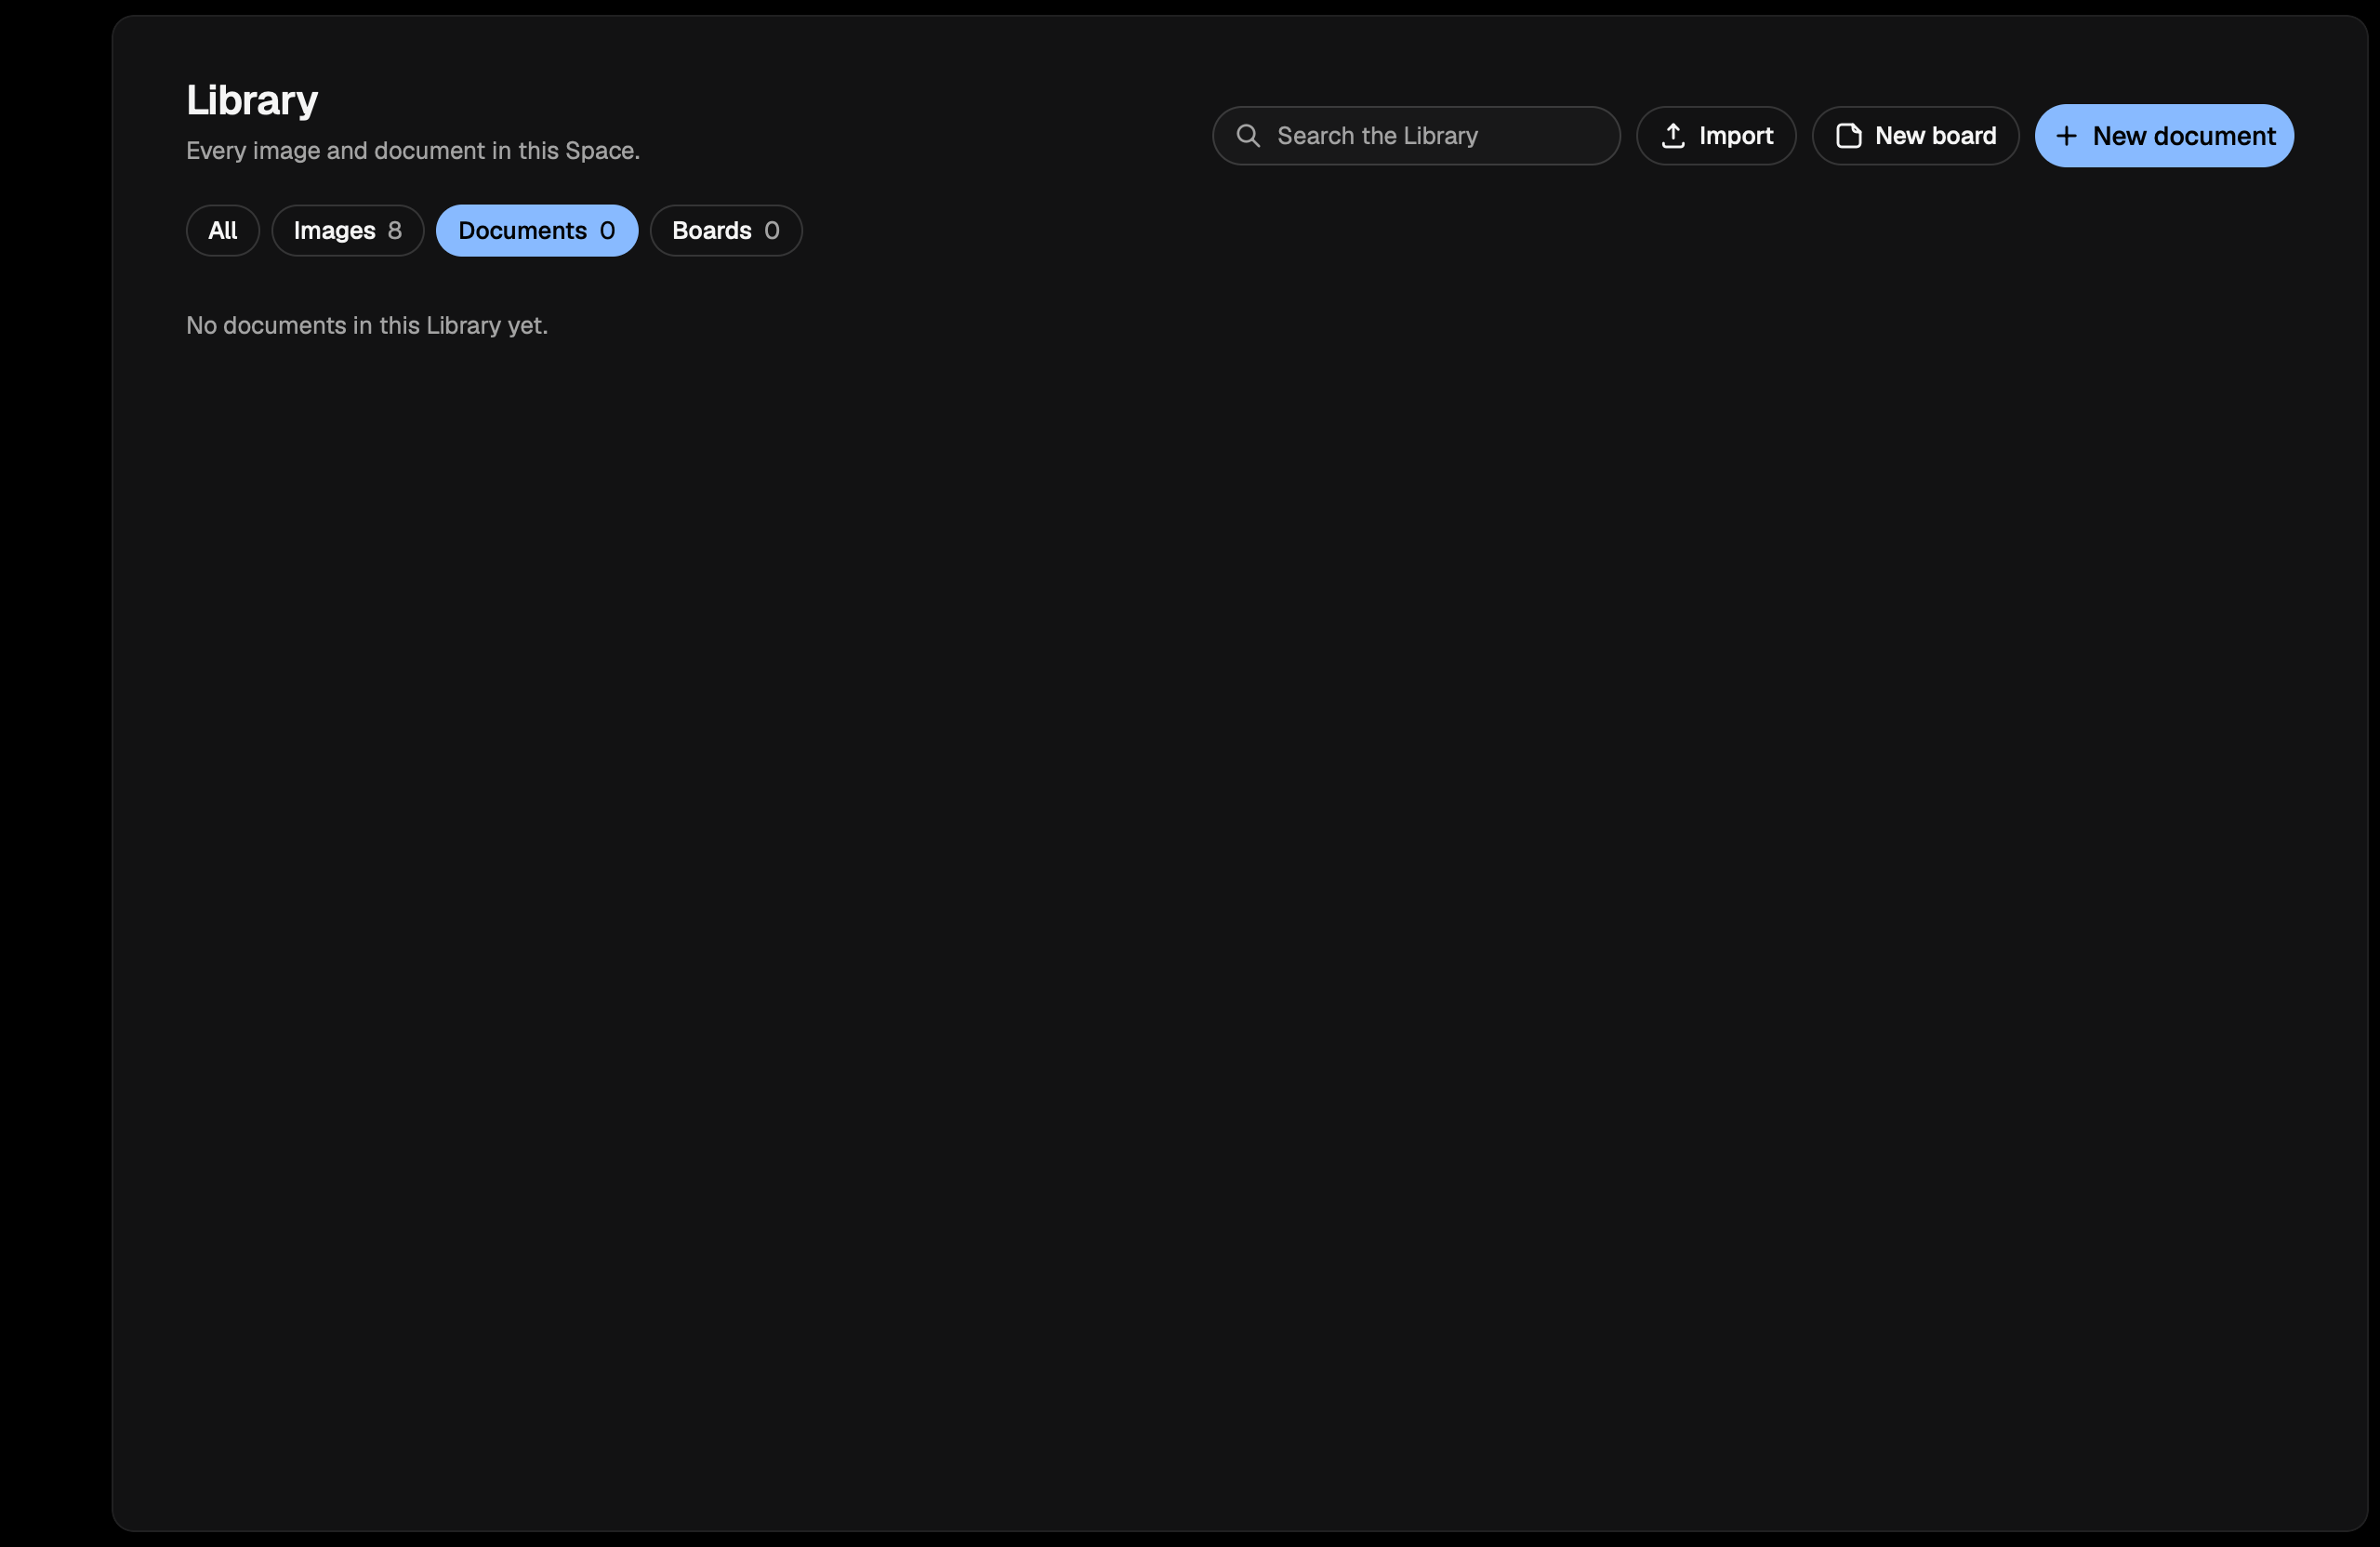 Library
Every image and document in this Space.
Search the Library
Import
New board
New document
All
Images 8
Documents 0
Boards 0
No documents in this Library yet.